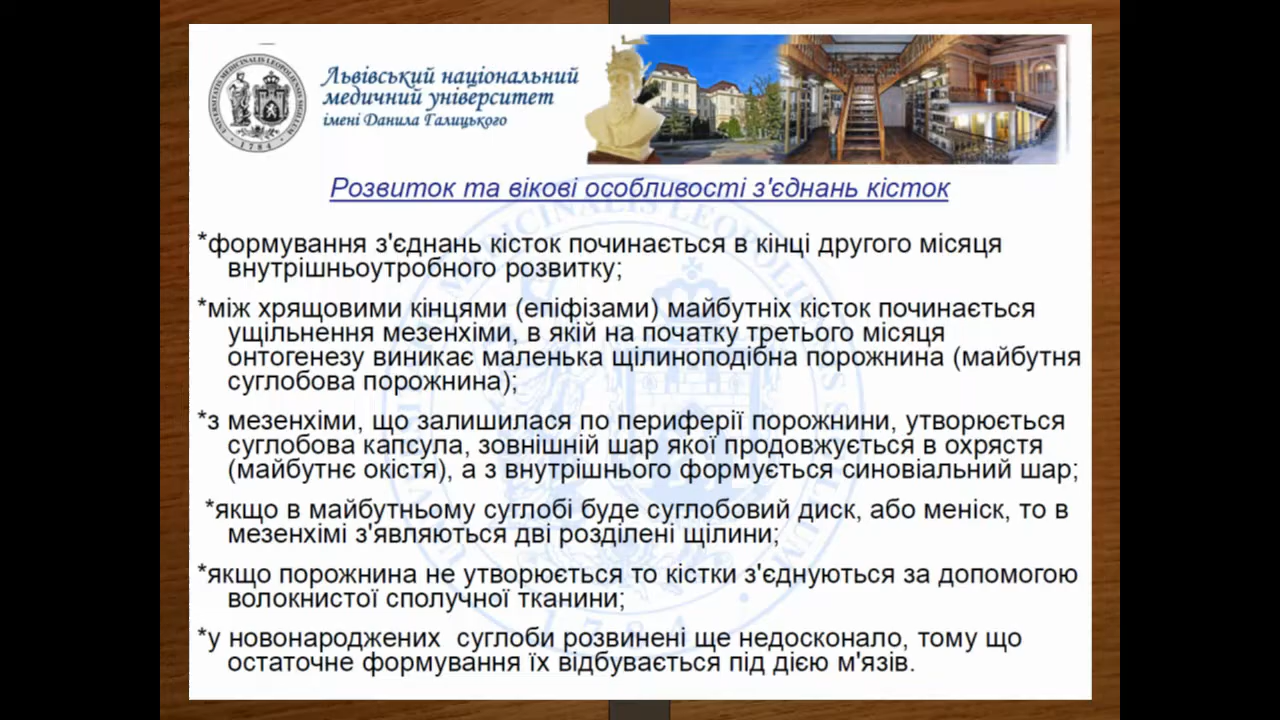 Львівський національний
медичний університет
імені Данила Галицького
UNIVERSITATIS MEDICINALIS LEOPOLIENSIS SIGILLUM
• 1784 •
Розвиток та вікові особливості з'єднань кісток
*формування з'єднань кісток починається в кінці другого місяця
внутрішньоутробного розвитку;
*між хрящовими кінцями (епіфізами) майбутніх кісток починається
ущільнення мезенхіми, в якій на початку третього місяця
онтогенезу виникає маленька щілиноподібна порожнина (майбутня
суглобова порожнина);
*з мезенхіми, що залишилася по периферії порожнини, утворюється
суглобова капсула, зовнішній шар якої продовжується в охрястя
(майбутнє окістя), а з внутрішнього формується синовіальний шар;
*якщо в майбутньому суглобі буде суглобовий диск, або меніск, то в
мезенхімі з'являються дві розділені щілини;
*якщо порожнина не утворюється то кістки з'єднуються за допомогою
волокнистої сполучної тканини;
*у новонароджених суглоби розвинені ще недосконало, тому що
остаточне формування їх відбувається під дією м'язів.